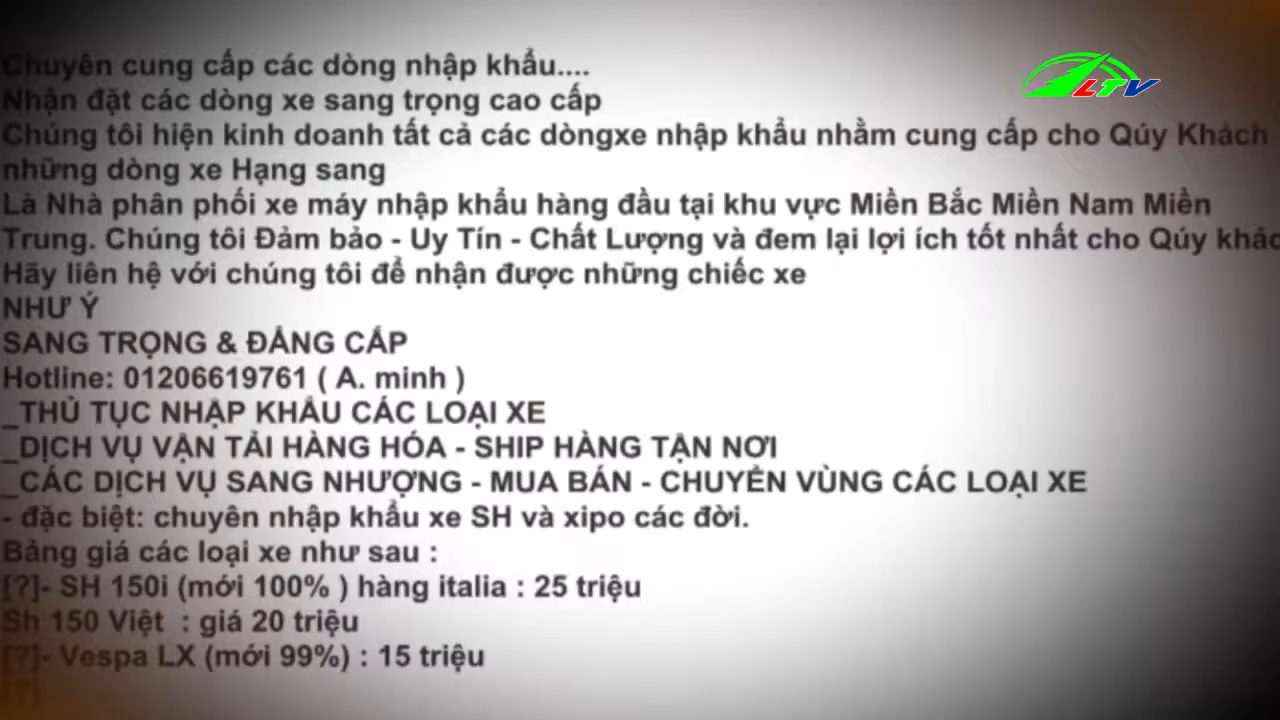 Chuyên cung cấp các dòng nhập khẩu....
LTV
Nhận đặt các dòng xe sang trọng cao cấp
Chúng tôi hiện kinh doanh tất cả các dòngxe nhập khẩu nhằm cung cấp cho Qúy Khách
những dòng xe Hạng sang
Là Nhà phân phối xe máy nhập khẩu hàng đầu tại khu vực Miền Bắc Miền Nam Miền
Trung. Chúng tôi Đảm bảo - Uy Tín - Chất Lượng và đem lại lợi ích tốt nhất cho Qúy khác
Hãy liên hệ với chúng tôi để nhận được những chiếc xe
NHƯ Ý
SANG TRỌNG & ĐẲNG CẤP
Hotline: 01206619761 ( A. minh )
_THỦ TỤC NHẬP KHẨU CÁC LOẠI XE
_DỊCH VỤ VẬN TẢI HÀNG HÓA - SHIP HÀNG TẬN NƠI
_CÁC DỊCH VỤ SANG NHƯỢNG - MUA BÁN - CHUYỂN VÙNG CÁC LOẠI XE
- đặc biệt: chuyên nhập khẩu xe SH và xipo các đời.
Bảng giá các loại xe như sau :
[?]- SH 150i (mới 100% ) hàng italia : 25 triệu
Sh 150 Việt : giá 20 triệu
[?]- Vespa LX (mới 99%) : 15 triệu